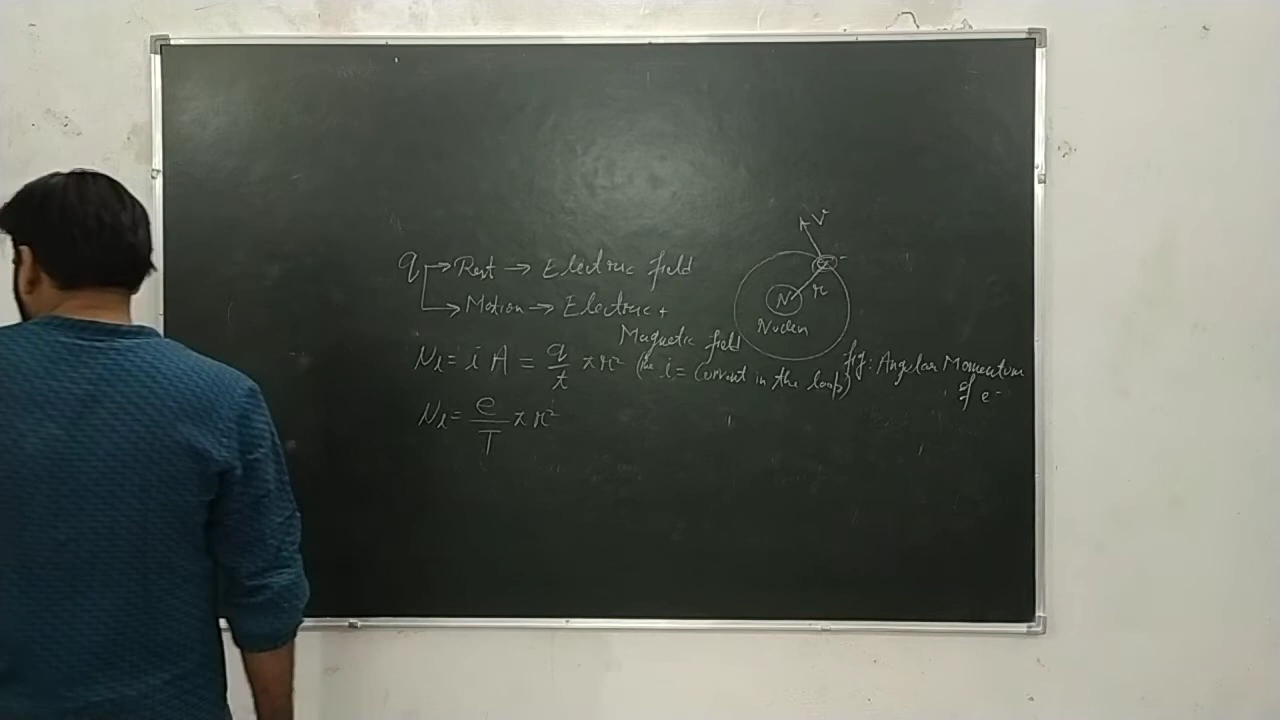 q → Rest → Electric field
→ Motion → Electric +
Magnetic field
μl = i A = q/t πr² (the i = Current in the loop)
μl = e/T πr²
V
-
N
r
fig: Angular Momentum
of e⁻